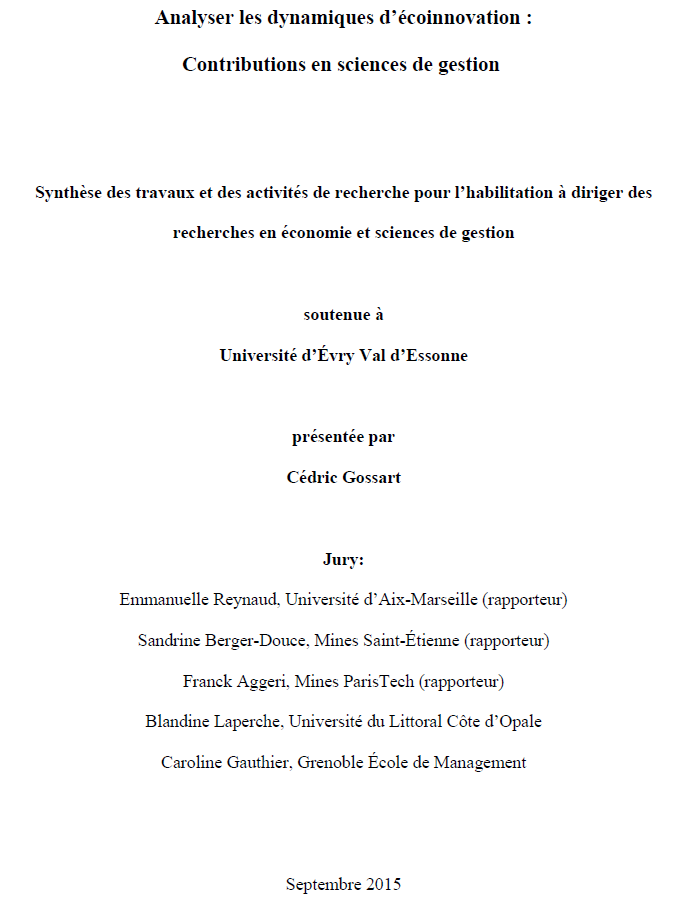 Analyser les dynamiques d’écoinnovation :
Contributions en sciences de gestion
Synthèse des travaux et des activités de recherche pour l’habilitation à diriger des
recherches en économie et sciences de gestion
soutenue à
Université d’Évry Val d’Essonne
présentée par
Cédric Gossart
Jury:
Emmanuelle Reynaud, Université d’Aix-Marseille (rapporteur)
Sandrine Berger-Douce, Mines Saint-Étienne (rapporteur)
Franck Aggeri, Mines ParisTech (rapporteur)
Blandine Laperche, Université du Littoral Côte d’Opale
Caroline Gauthier, Grenoble École de Management
Septembre 2015